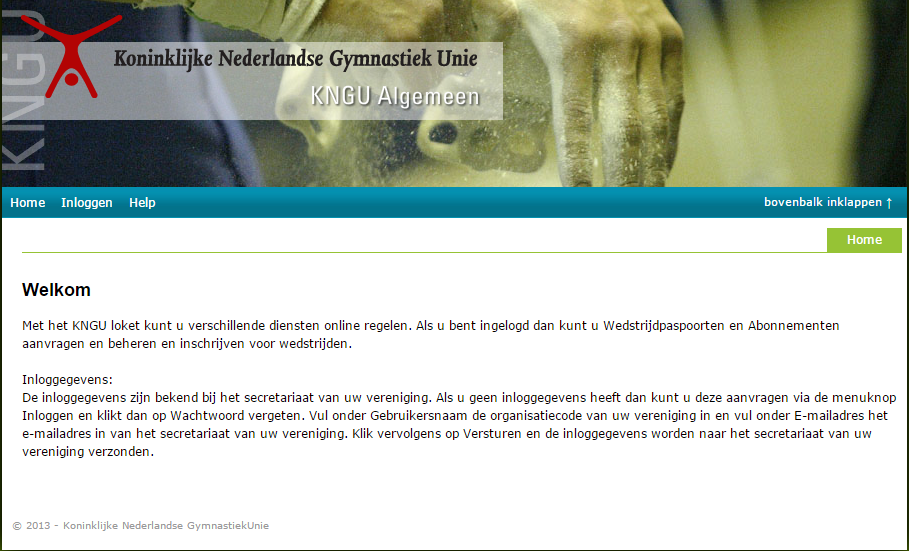 KNGU
Koninklijke Nederlandse Gymnastiek Unie
KNGU Algemeen
Home Inloggen Help bovenbalk inklappen ↑
Home
Welkom
Met het KNGU loket kunt u verschillende diensten online regelen. Als u bent ingelogd dan kunt u Wedstrijdpaspoorten en Abonnementen
aanvragen en beheren en inschrijven voor wedstrijden.
Inloggegevens:
De inloggegevens zijn bekend bij het secretariaat van uw vereniging. Als u geen inloggegevens heeft dan kunt u deze aanvragen via de menuknop
Inloggen en klikt dan op Wachtwoord vergeten. Vul onder Gebruikersnaam de organisatiecode van uw vereniging in en vul onder E-mailadres het
e-mailadres in van het secretariaat van uw vereniging. Klik vervolgens op Versturen en de inloggegevens worden naar het secretariaat van uw
vereniging verzonden.
© 2013 - Koninklijke Nederlandse GymnastiekUnie